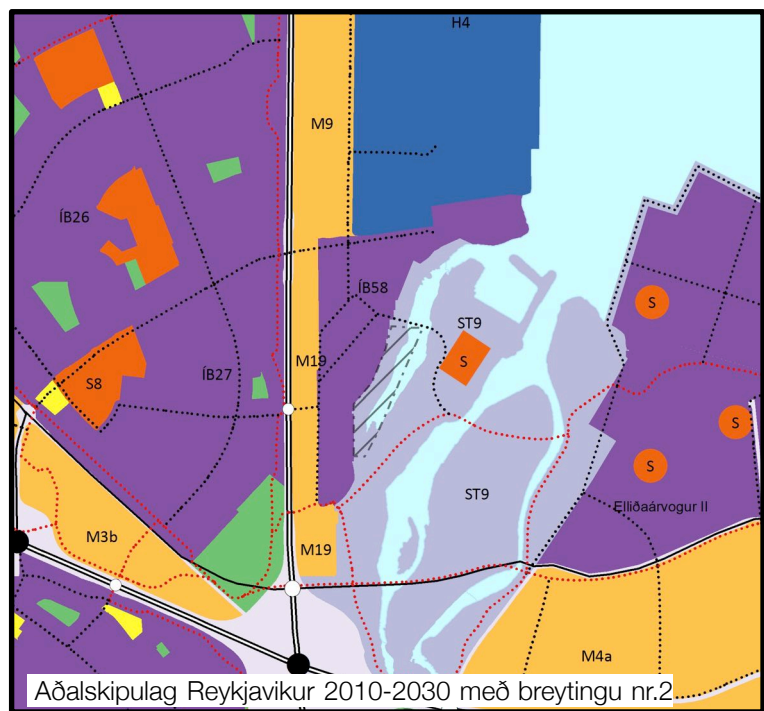 H4
M9
ÍB26
ÍB58
ST9
S
S
M19
S8
ÍB27
S
S
ST9
Elliðaárvogur II
M3b
M19
M4a
Aðalskipulag Reykjavikur 2010-2030 með breytingu nr.2